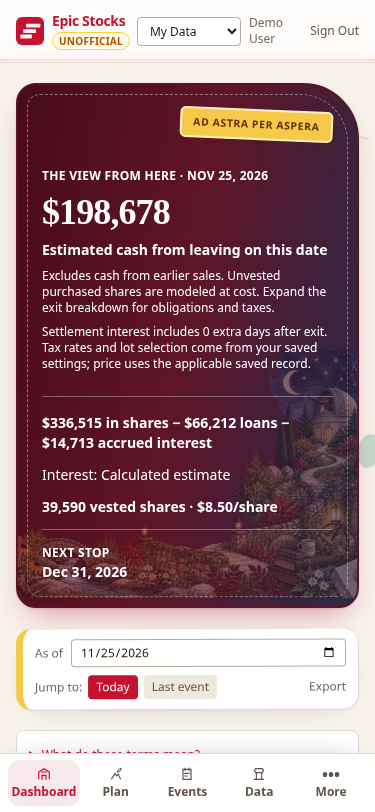 Epic Stocks
UNOFFICIAL
My Data
Demo User
Sign Out
AD ASTRA PER ASPERA
THE VIEW FROM HERE · NOV 25, 2026
$198,678
Estimated cash from leaving on this date
Excludes cash from earlier sales. Unvested
purchased shares are modeled at cost. Expand the
exit breakdown for obligations and taxes.
Settlement interest includes 0 extra days after exit.
Tax rates and lot selection come from your saved
settings; price uses the applicable saved record.
$336,515 in shares − $66,212 loans −
$14,713 accrued interest
Interest: Calculated estimate
39,590 vested shares · $8.50/share
NEXT STOP
Dec 31, 2026
As of 11/25/2026
Jump to: Today Last event Export
What do these terms mean?
Dashboard Plan Events Data More